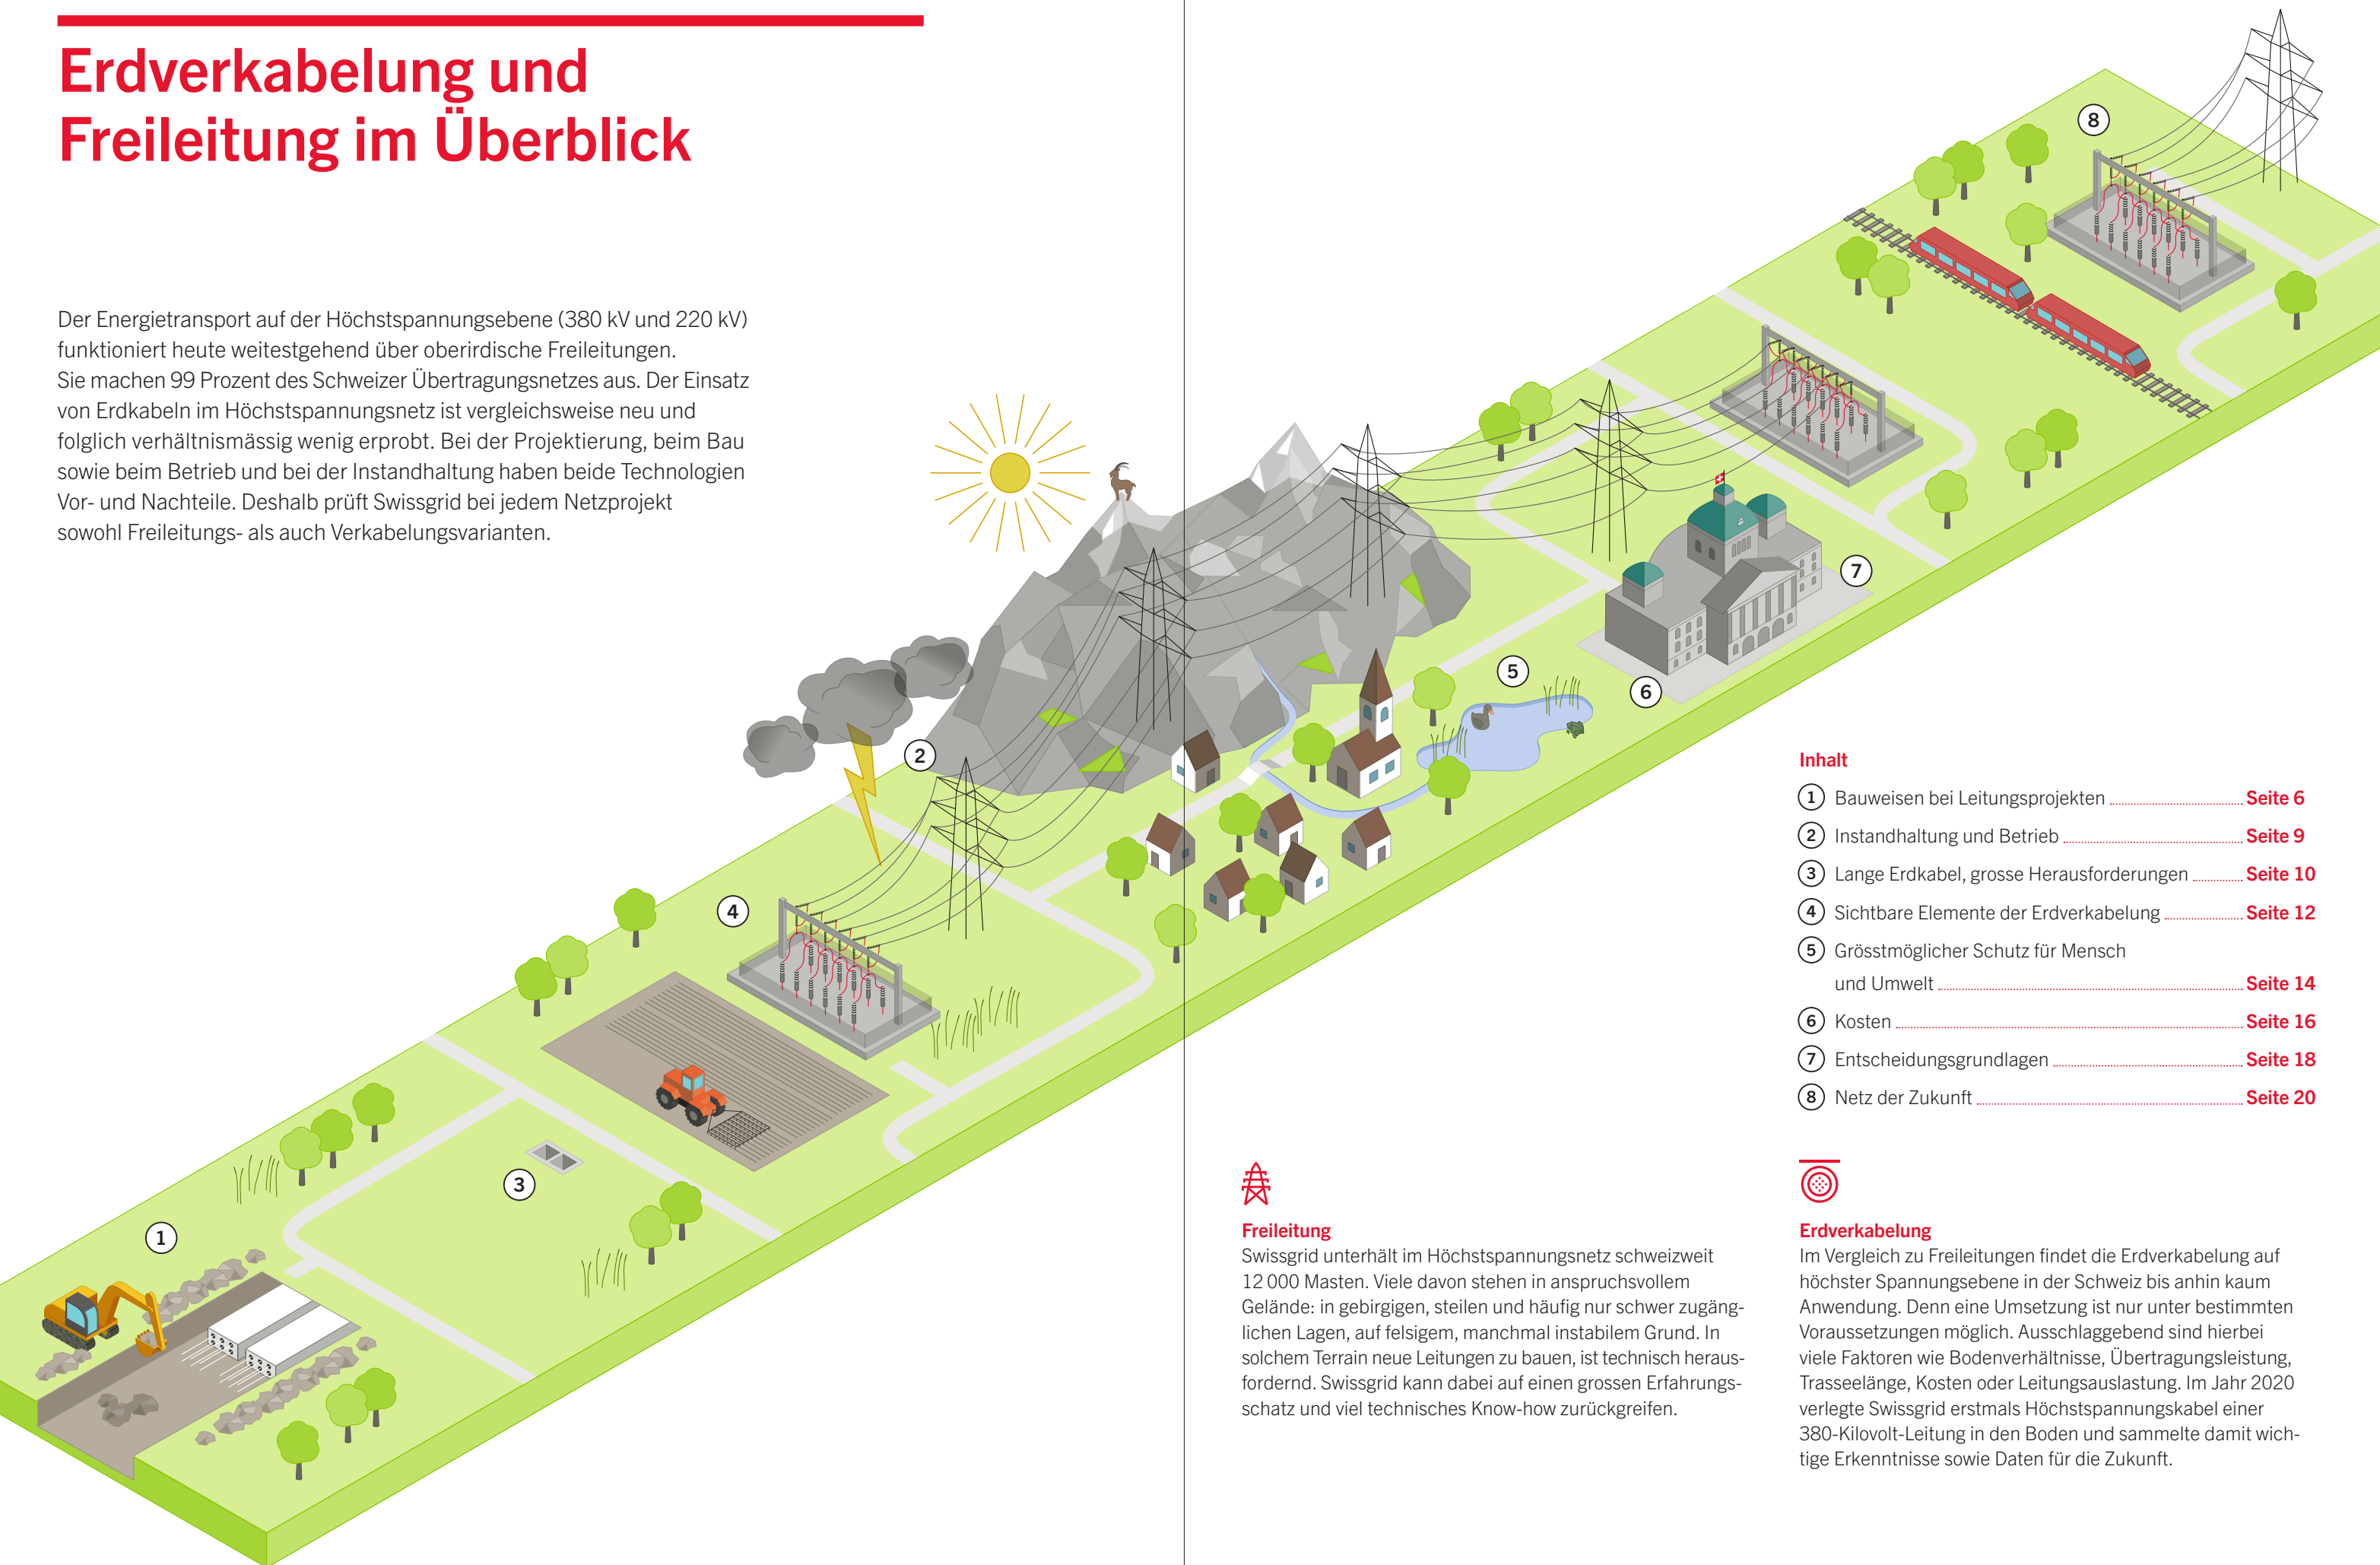 Erdverkabelung und
Freileitung im Überblick
Der Energietransport auf der Höchstspannungsebene (380 kV und 220 kV)
funktioniert heute weitestgehend über oberirdische Freileitungen.
Sie machen 99 Prozent des Schweizer Übertragungsnetzes aus. Der Einsatz
von Erdkabeln im Höchstspannungsnetz ist vergleichsweise neu und
folglich verhältnismässig wenig erprobt. Bei der Projektierung, beim Bau
sowie beim Betrieb und bei der Instandhaltung haben beide Technologien
Vor- und Nachteile. Deshalb prüft Swissgrid bei jedem Netzprojekt
sowohl Freileitungs- als auch Verkabelungsvarianten.
8
7
5
6
2
4
3
1
Inhalt
1 Bauweisen bei Leitungsprojekten Seite 6
2 Instandhaltung und Betrieb Seite 9
3 Lange Erdkabel, grosse Herausforderungen Seite 10
4 Sichtbare Elemente der Erdverkabelung Seite 12
5 Grösstmöglicher Schutz für Mensch
und Umwelt Seite 14
6 Kosten Seite 16
7 Entscheidungsgrundlagen Seite 18
8 Netz der Zukunft Seite 20
Freileitung
Swissgrid unterhält im Höchstspannungsnetz schweizweit
12 000 Masten. Viele davon stehen in anspruchsvollem
Gelände: in gebirgigen, steilen und häufig nur schwer zugäng-
lichen Lagen, auf felsigem, manchmal instabilem Grund. In
solchem Terrain neue Leitungen zu bauen, ist technisch heraus-
fordernd. Swissgrid kann dabei auf einen grossen Erfahrungs-
schatz und viel technisches Know-how zurückgreifen.
Erdverkabelung
Im Vergleich zu Freileitungen findet die Erdverkabelung auf
höchster Spannungsebene in der Schweiz bis anhin kaum
Anwendung. Denn eine Umsetzung ist nur unter bestimmten
Voraussetzungen möglich. Ausschlaggebend sind hierbei
viele Faktoren wie Bodenverhältnisse, Übertragungsleistung,
Trasseelänge, Kosten oder Leitungsauslastung. Im Jahr 2020
verlegte Swissgrid erstmals Höchstspannungskabel einer
380-Kilovolt-Leitung in den Boden und sammelte damit wich-
tige Erkenntnisse sowie Daten für die Zukunft.